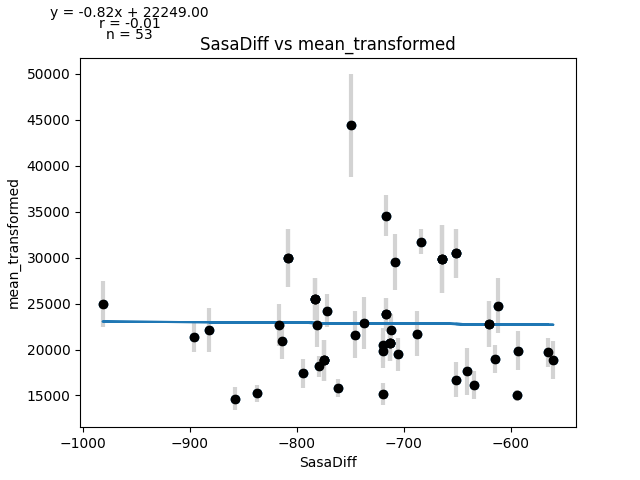 y = -0.82x + 22249.00
r = -0.01
n = 53
SasaDiff vs mean_transformed
50000
45000
40000
35000
30000
25000
20000
15000
mean_transformed
−1000 −900 −800 −700 −600
SasaDiff